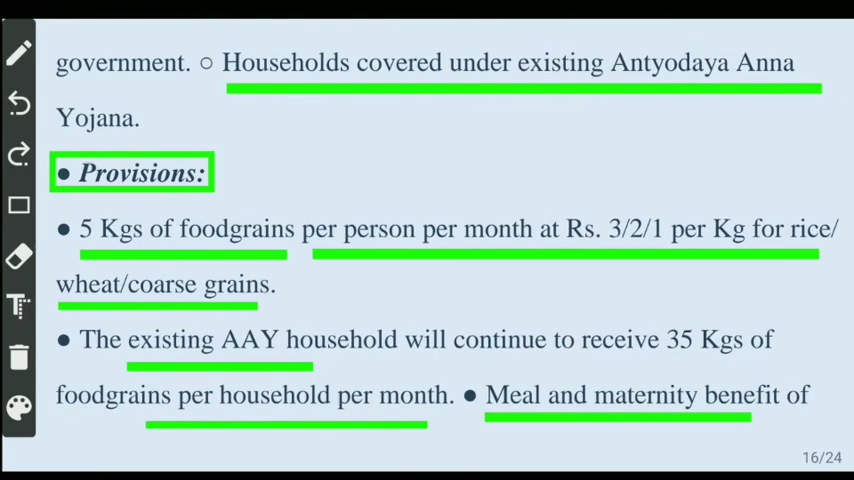 government. ○ Households covered under existing Antyodaya Anna
Yojana.
● Provisions:
● 5 Kgs of foodgrains per person per month at Rs. 3/2/1 per Kg for rice/
wheat/coarse grains.
● The existing AAY household will continue to receive 35 Kgs of
foodgrains per household per month. ● Meal and maternity benefit of
16/24